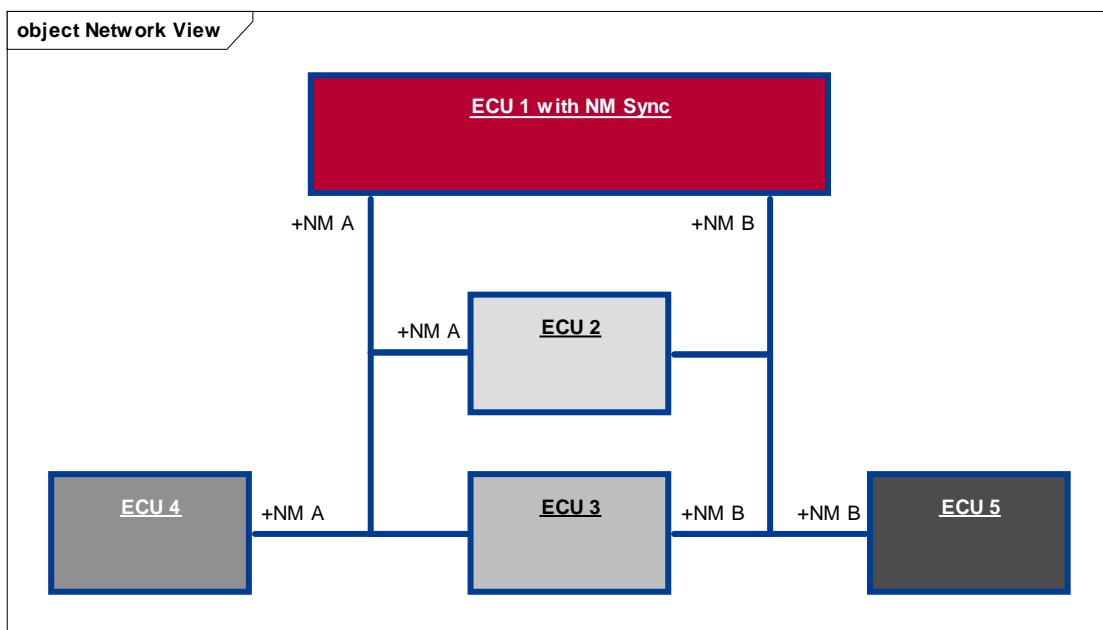 object Network View
ECU 1 with NM Sync
+NM A
+NM B
+NM A
ECU 2
ECU 4
+NM A
ECU 3
+NM B
+NM B
ECU 5